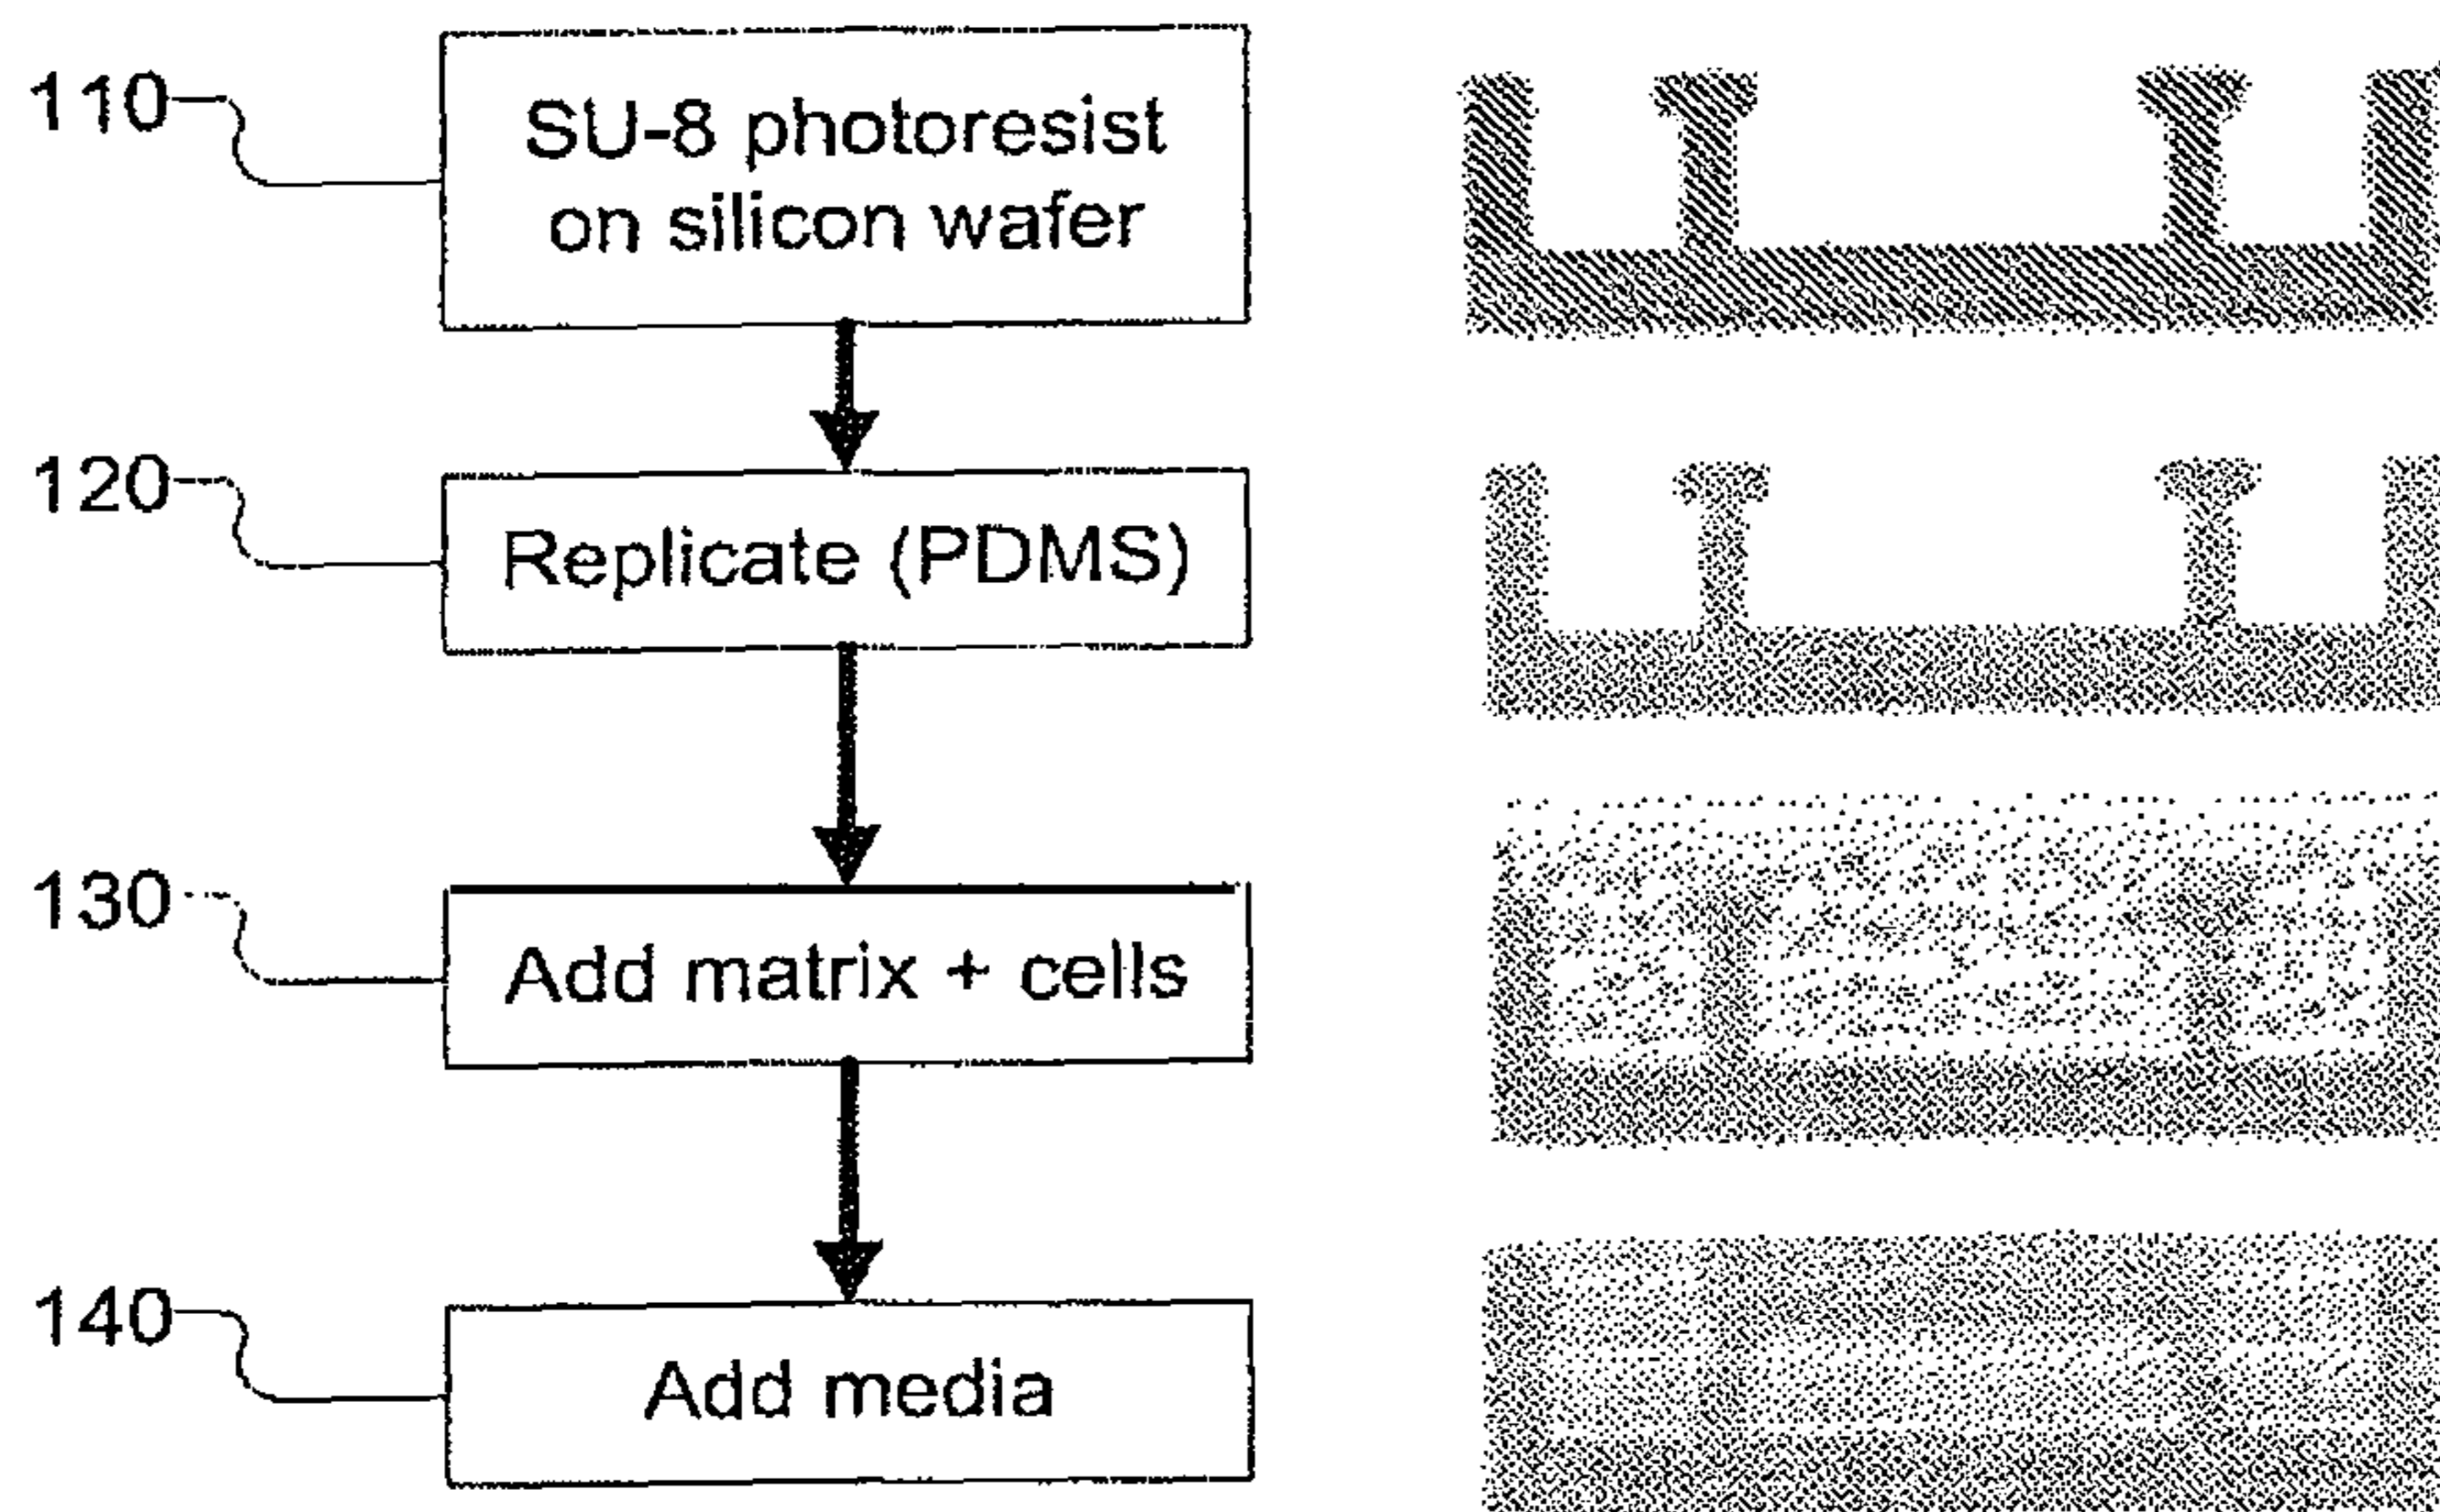 110
SU-8 photoresist
on silicon wafer
120
Replicate (PDMS)
130
Add matrix + cells
140
Add media